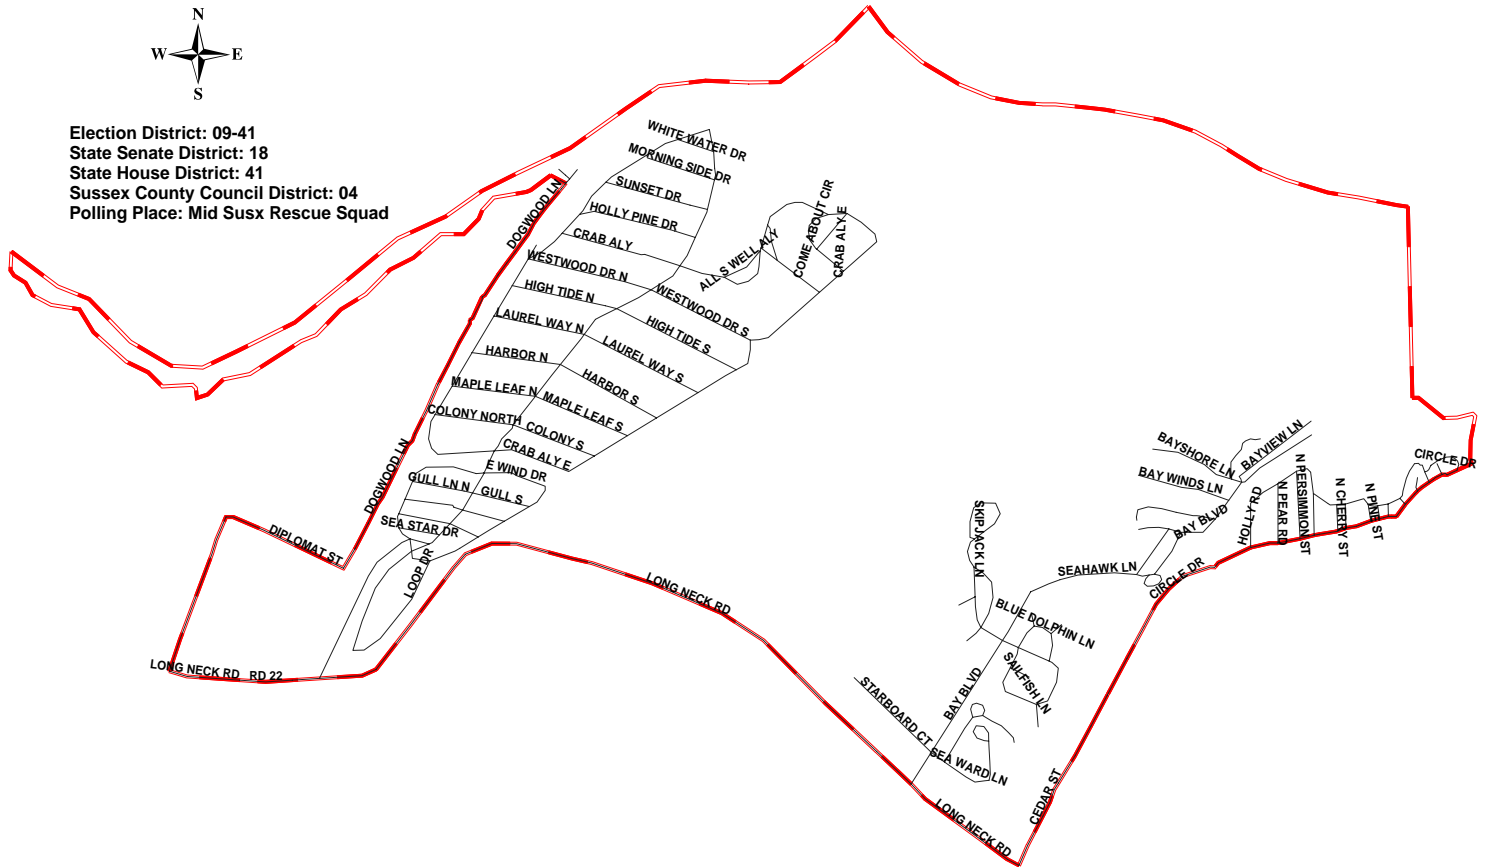 N
W E
S
Election District: 09-41
State Senate District: 18
State House District: 41
Sussex County Council District: 04
Polling Place: Mid Susx Rescue Squad
WHITE WATER DR
MORNING SIDE DR
SUNSET DR
HOLLY PINE DR
CRAB ALY
DOGWOOD LN
WESTWOOD DR N
HIGH TIDE N
LAUREL WAY N
HARBOR N
MAPLE LEAF N
COLONY NORTH
ALL S WELL ALY
COME ABOUT CIR
CRAB ALY E
WESTWOOD DR S
HIGH TIDE S
LAUREL WAY S
HARBOR S
MAPLE LEAF S
COLONY S
CRAB ALY E
E WIND DR
GULL LN N
GULL S
SEA STAR DR
LOOP DR
DOGWOOD LN
DIPLOMAT ST
LONG NECK RD
RD 22
LONG NECK RD
SKIPJACK LN
BLUE DOLPHIN LN
SAILFISH LN
BAY BLVD
STARBOARD CT
SEA WARD LN
LONG NECK RD
CEDAR ST
SEAHAWK LN
CIRCLE DR
BAY BLVD
BAYSHORE LN
BAY WINDS LN
BAYVIEW LN
HOLLY RD
N PEAR RD
N PERSIMMON ST
N CHERRY ST
N PINE ST
CIRCLE DR